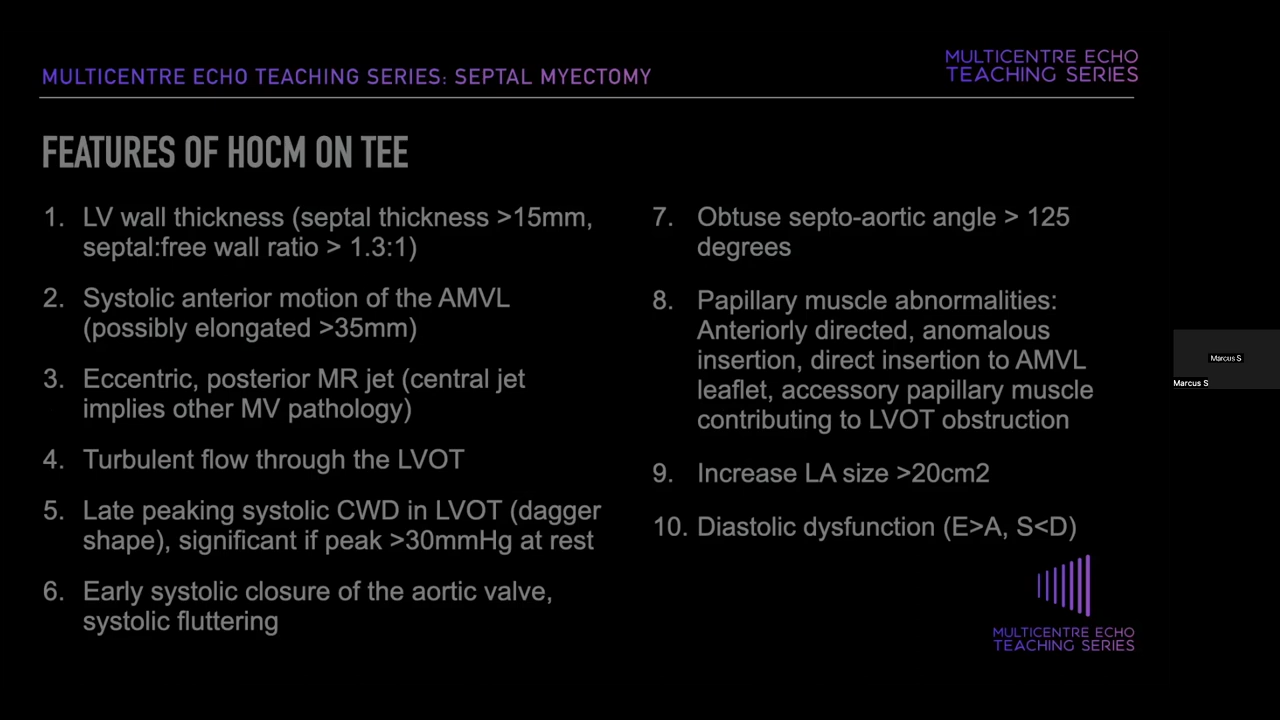 MULTICENTRE ECHO TEACHING SERIES: SEPTAL MYECTOMY
MULTICENTRE ECHO
TEACHING SERIES
FEATURES OF HOCM ON TEE
1. LV wall thickness (septal thickness >15mm,
septal:free wall ratio > 1.3:1)
2. Systolic anterior motion of the AMVL
(possibly elongated >35mm)
3. Eccentric, posterior MR jet (central jet
implies other MV pathology)
4. Turbulent flow through the LVOT
5. Late peaking systolic CWD in LVOT (dagger
shape), significant if peak >30mmHg at rest
6. Early systolic closure of the aortic valve,
systolic fluttering
7. Obtuse septo-aortic angle > 125
degrees
8. Papillary muscle abnormalities:
Anteriorly directed, anomalous
insertion, direct insertion to AMVL
leaflet, accessory papillary muscle
contributing to LVOT obstruction
9. Increase LA size >20cm2
10. Diastolic dysfunction (E>A, S<D)
MULTICENTRE ECHO
TEACHING SERIES
Marcus S
Marcus S